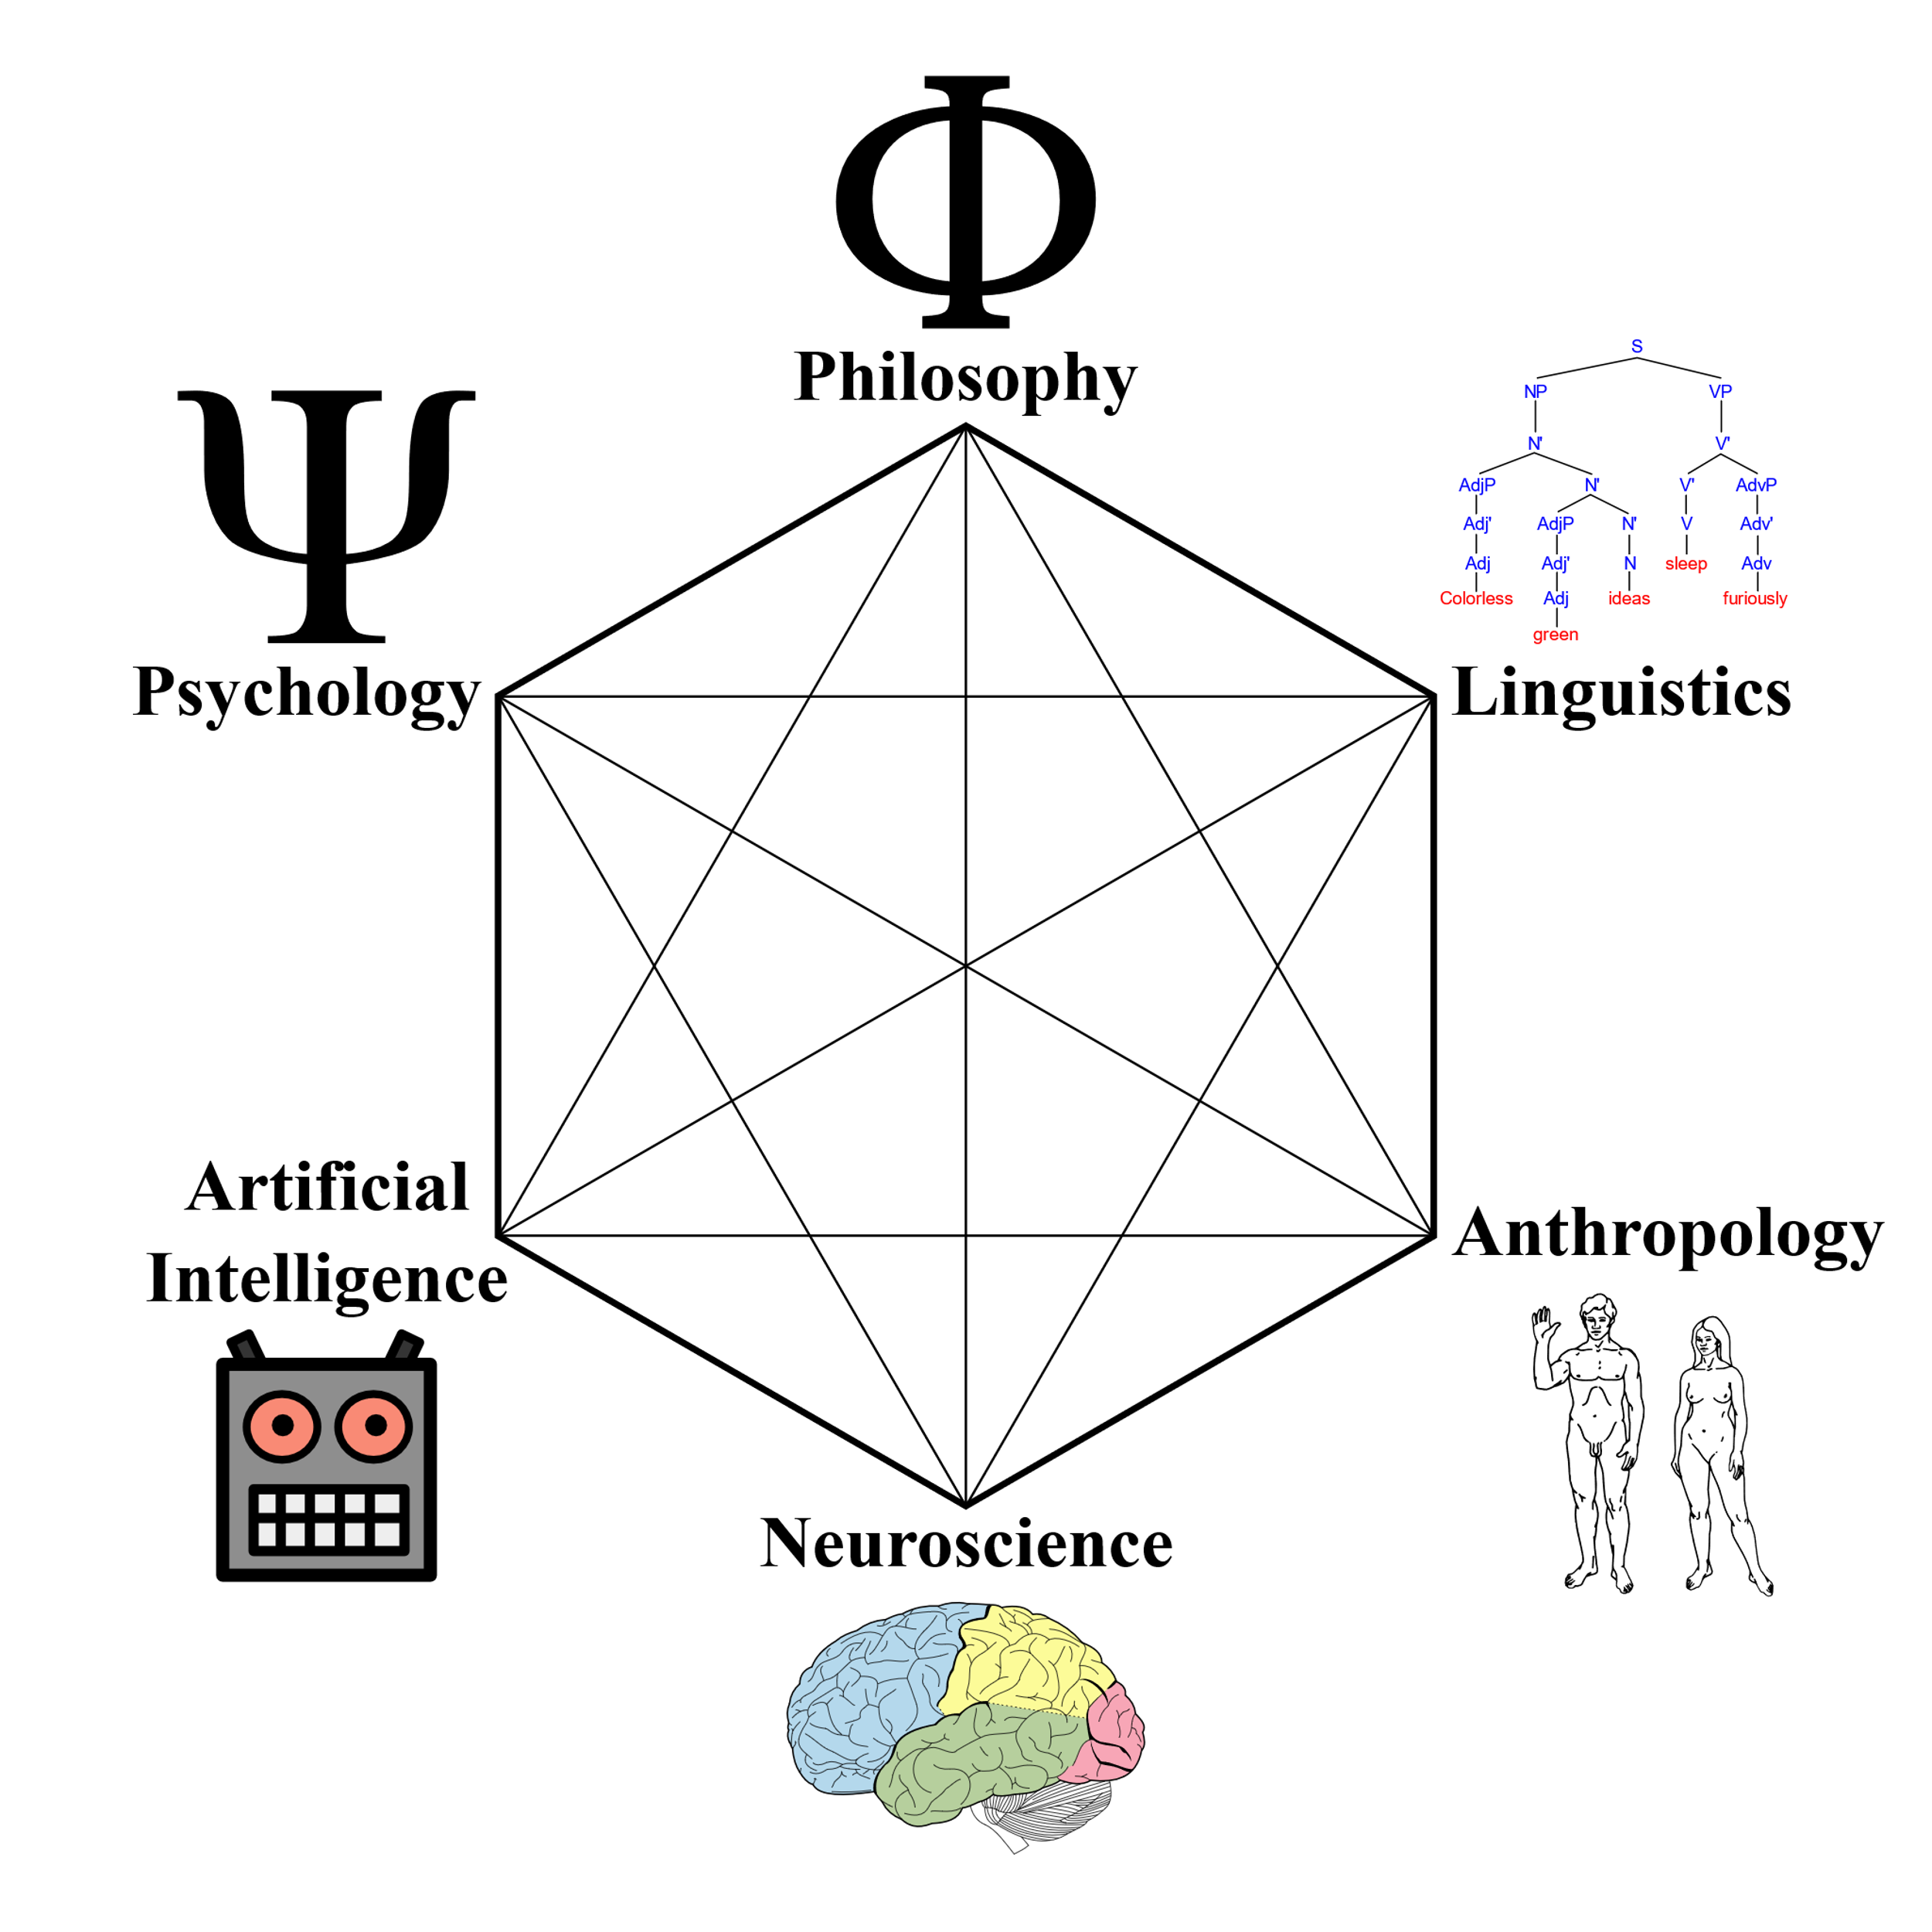 Φ
Philosophy
Ψ
Psychology
S
NP VP
N' V'
AdjP N' V' AdvP
Adj' AdjP N' V Adv'
Adj Adj' N sleep Adv
Colorless Adj ideas furiously
green
Linguistics
Artificial
Intelligence
Anthropology
Neuroscience